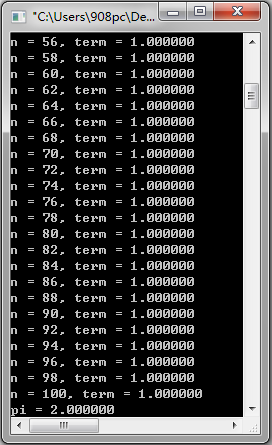 "C:\Users\908pc\De...
n = 56, term = 1.000000
n = 58, term = 1.000000
n = 60, term = 1.000000
n = 62, term = 1.000000
n = 64, term = 1.000000
n = 66, term = 1.000000
n = 68, term = 1.000000
n = 70, term = 1.000000
n = 72, term = 1.000000
n = 74, term = 1.000000
n = 76, term = 1.000000
n = 78, term = 1.000000
n = 80, term = 1.000000
n = 82, term = 1.000000
n = 84, term = 1.000000
n = 86, term = 1.000000
n = 88, term = 1.000000
n = 90, term = 1.000000
n = 92, term = 1.000000
n = 94, term = 1.000000
n = 96, term = 1.000000
n = 98, term = 1.000000
n = 100, term = 1.000000
pi = 2.000000